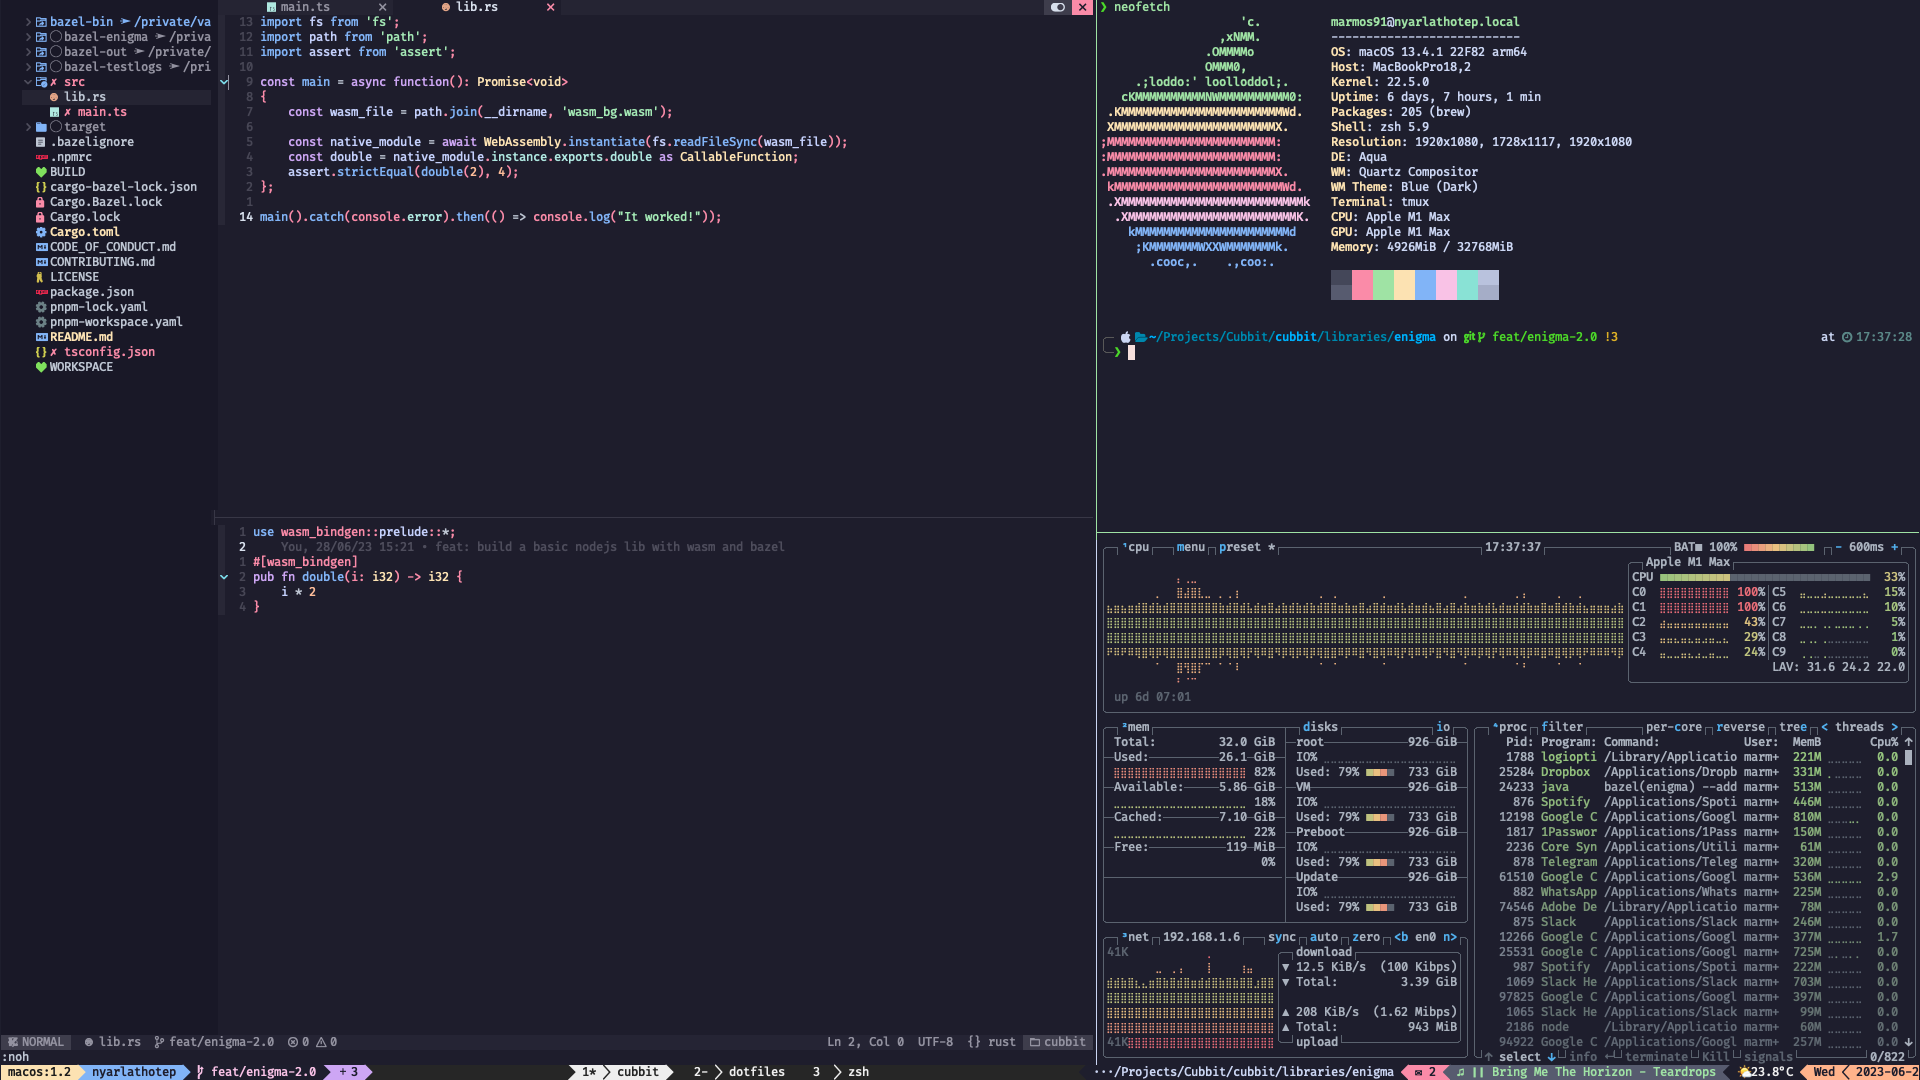 bazel-bin ➛ /private/va
bazel-enigma ➛ /priva
bazel-out ➛ /private/
bazel-testlogs ➛ /pri
✗ src
lib.rs
✗ main.ts
target
.bazelignore
.npmrc
BUILD
cargo-bazel-lock.json
Cargo.Bazel.lock
Cargo.lock
Cargo.toml
CODE_OF_CONDUCT.md
CONTRIBUTING.md
LICENSE
package.json
pnpm-lock.yaml
pnpm-workspace.yaml
README.md
{} ✗ tsconfig.json
WORKSPACE
main.ts ✕ lib.rs ✕
13 import fs from 'fs';
12 import path from 'path';
11 import assert from 'assert';
10
9 const main = async function(): Promise<void>
8 {
7 const wasm_file = path.join(__dirname, 'wasm_bg.wasm');
6
5 const native_module = await WebAssembly.instantiate(fs.readFileSync(wasm_file));
4 const double = native_module.instance.exports.double as CallableFunction;
3 assert.strictEqual(double(2), 4);
2 };
1
14 main().catch(console.error).then(() => console.log("It worked!"));
1 use wasm_bindgen::prelude::*;
2 You, 28/06/23 15:21 • feat: build a basic nodejs lib with wasm and bazel
1 #[wasm_bindgen]
2 pub fn double(i: i32) -> i32 {
3 i * 2
4 }
NORMAL lib.rs feat/enigma-2.0 0 0 Ln 2, Col 0 UTF-8 {} rust cubbit
:noh
❯ neofetch
'c.
,xNMM.
.OMMMMo
OMMM0,
.;loddo:' loolloddol;.
cKMMMMMMMMMMNWMMMMMMMMMM0:
.KMMMMMMMMMMMMMMMMMMMMMMMWd.
XMMMMMMMMMMMMMMMMMMMMMMMX.
;MMMMMMMMMMMMMMMMMMMMMMMM:
:MMMMMMMMMMMMMMMMMMMMMMMM:
.MMMMMMMMMMMMMMMMMMMMMMMMX.
kMMMMMMMMMMMMMMMMMMMMMMMMWd.
.XMMMMMMMMMMMMMMMMMMMMMMMMMMk
.XMMMMMMMMMMMMMMMMMMMMMMMMK.
kMMMMMMMMMMMMMMMMMMMMMMd
;KMMMMMMMWXXWMMMMMMMk.
.cooc,. .,coo:.
marmos91@nyarlathotep.local
---------------------------
OS: macOS 13.4.1 22F82 arm64
Host: MacBookPro18,2
Kernel: 22.5.0
Uptime: 6 days, 7 hours, 1 min
Packages: 205 (brew)
Shell: zsh 5.9
Resolution: 1920x1080, 1728x1117, 1920x1080
DE: Aqua
WM: Quartz Compositor
WM Theme: Blue (Dark)
Terminal: tmux
CPU: Apple M1 Max
GPU: Apple M1 Max
Memory: 4926MiB / 32768MiB
~/Projects/Cubbit/cubbit/libraries/enigma on git feat/enigma-2.0 !3 at 17:37:28
❯
¹cpu menu preset * 17:37:37 BAT■ 100% - 600ms +
Apple M1 Max
CPU 33%
C0 100% C5 15%
C1 100% C6 10%
C2 43% C7 5%
C3 29% C8 1%
C4 24% C9 0%
LAV: 31.6 24.2 22.0
up 6d 07:01
²mem
Total: 32.0 GiB
Used: 26.1 GiB
82%
Available: 5.86 GiB
18%
Cached: 7.10 GiB
22%
Free: 119 MiB
0%
disks io
root 926 GiB
IO%
Used: 79% 733 GiB
VM 926 GiB
IO%
Used: 79% 733 GiB
Preboot 926 GiB
IO%
Used: 79% 733 GiB
Update 926 GiB
IO%
Used: 79% 733 GiB
³net 192.168.1.6 sync auto zero <b en0 n>
41K
download
▼ 12.5 KiB/s (100 Kibps)
▼ Total: 3.39 GiB
▲ 208 KiB/s (1.62 Mibps)
▲ Total: 943 MiB
upload
41K
⁴proc filter per-core reverse tree < threads >
Pid: Program: Command: User: MemB Cpu% ↑
1788 logiopti /Library/Applicatio marm+ 221M 0.0
25284 Dropbox /Applications/Dropb marm+ 331M 0.0
24233 java bazel(enigma) --add marm+ 513M 0.0
876 Spotify /Applications/Spoti marm+ 446M 0.0
12198 Google C /Applications/Googl marm+ 810M 0.0
1817 1Passwor /Applications/1Pass marm+ 150M 0.0
2236 Core Syn /Applications/Utili marm+ 61M 0.0
878 Telegram /Applications/Teleg marm+ 320M 0.0
61510 Google C /Applications/Googl marm+ 536M 2.9
882 WhatsApp /Applications/Whats marm+ 225M 0.0
74546 Adobe De /Library/Applicatio marm+ 78M 0.0
875 Slack /Applications/Slack marm+ 246M 0.0
12266 Google C /Applications/Googl marm+ 377M 1.7
25531 Google C /Applications/Googl marm+ 725M 0.0
987 Spotify /Applications/Spoti marm+ 222M 0.0
1069 Slack He /Applications/Slack marm+ 703M 0.0
97825 Google C /Applications/Googl marm+ 397M 0.0
1065 Slack He /Applications/Slack marm+ 99M 0.0
2186 node /Library/Applicatio marm+ 60M 0.0
94922 Google C /Applications/Googl marm+ 257M 0.0 ↓
↑ select ↓ info ↵ terminate Kill signals 0/822
macos:1.2 nyarlathotep feat/enigma-2.0 + 3 1* cubbit 2- dotfiles 3 zsh ···/Projects/Cubbit/cubbit/libraries/enigma ✉ 2 ♫ Bring Me The Horizon - Teardrops 23.8°C Wed 2023-06-2